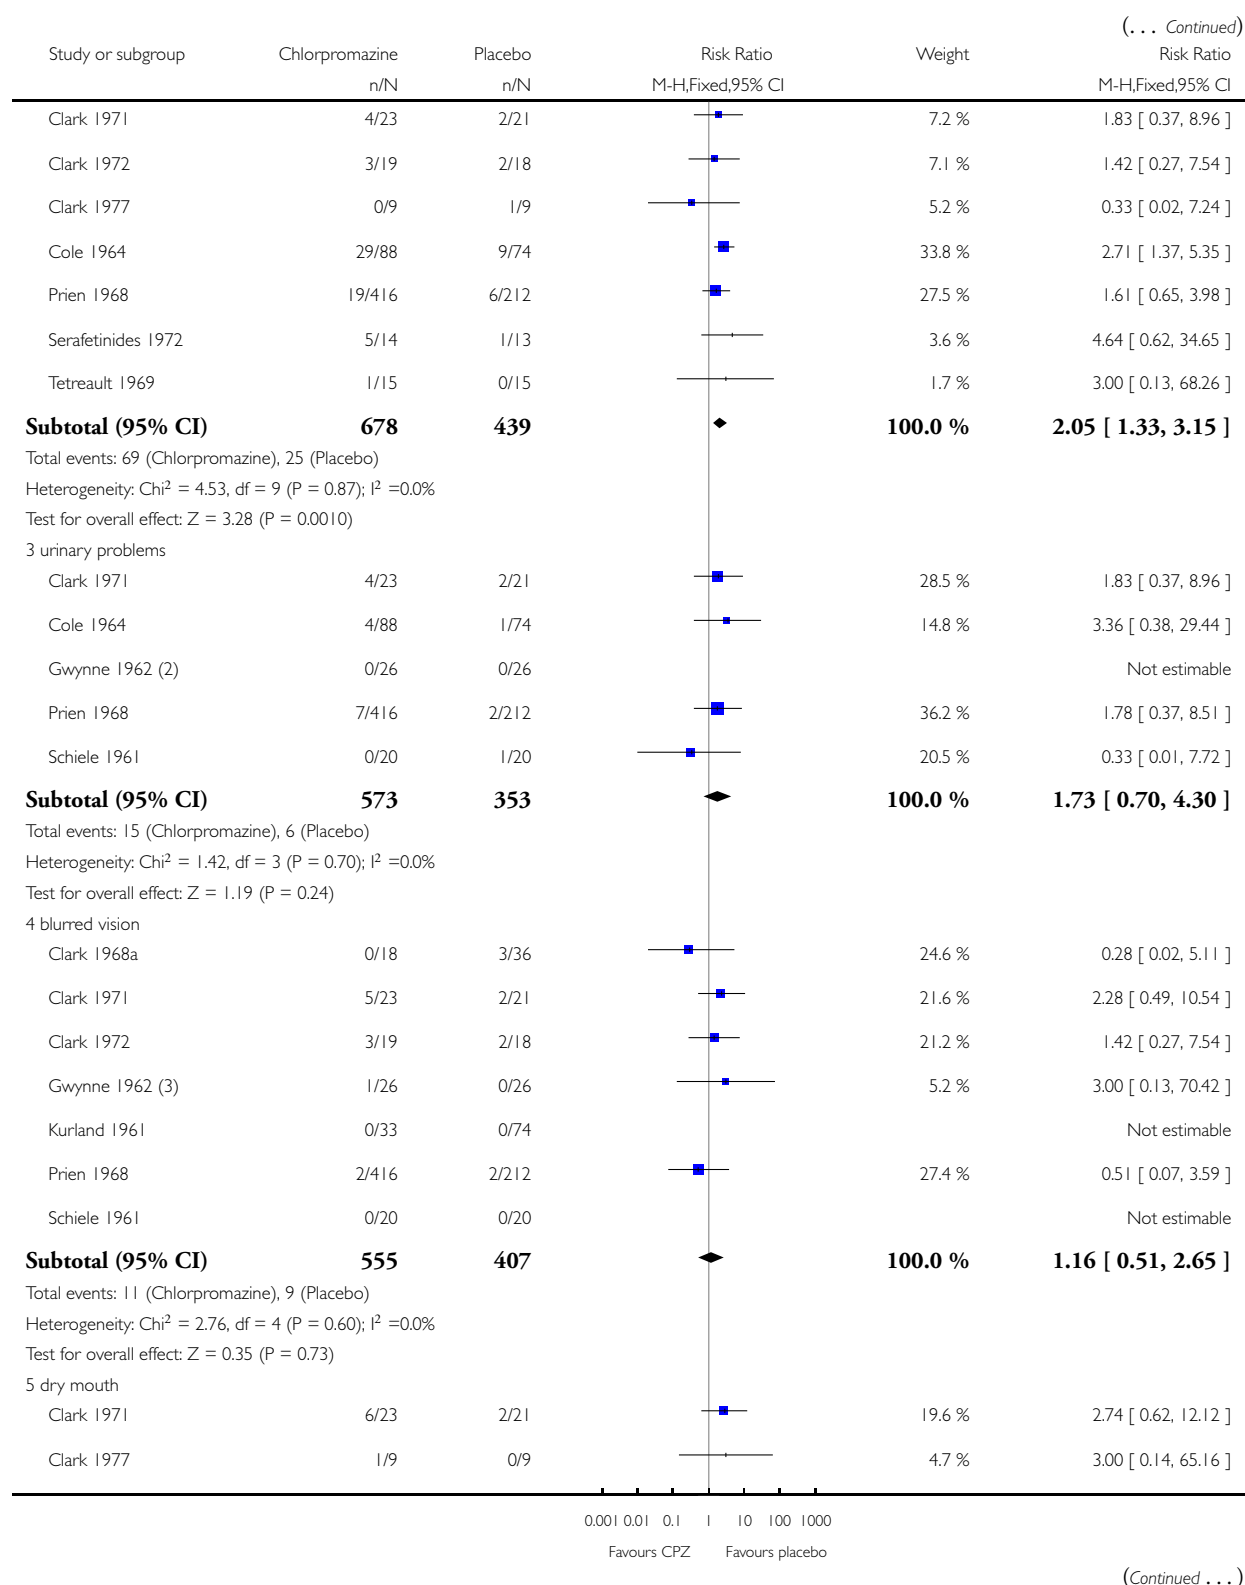 (... Continued)
Study or subgroup Chlorpromazine Placebo Risk Ratio Weight Risk Ratio
n/N n/N M-H,Fixed,95% CI M-H,Fixed,95% CI
Clark 1971 4/23 2/21 7.2 % 1.83 [ 0.37, 8.96 ]
Clark 1972 3/19 2/18 7.1 % 1.42 [ 0.27, 7.54 ]
Clark 1977 0/9 1/9 5.2 % 0.33 [ 0.02, 7.24 ]
Cole 1964 29/88 9/74 33.8 % 2.71 [ 1.37, 5.35 ]
Prien 1968 19/416 6/212 27.5 % 1.61 [ 0.65, 3.98 ]
Serafetinides 1972 5/14 1/13 3.6 % 4.64 [ 0.62, 34.65 ]
Tetreault 1969 1/15 0/15 1.7 % 3.00 [ 0.13, 68.26 ]
Subtotal (95% CI) 678 439 100.0 % 2.05 [ 1.33, 3.15 ]
Total events: 69 (Chlorpromazine), 25 (Placebo)
Heterogeneity: Chi² = 4.53, df = 9 (P = 0.87); I² =0.0%
Test for overall effect: Z = 3.28 (P = 0.0010)
3 urinary problems
Clark 1971 4/23 2/21 28.5 % 1.83 [ 0.37, 8.96 ]
Cole 1964 4/88 1/74 14.8 % 3.36 [ 0.38, 29.44 ]
Gwynne 1962 (2) 0/26 0/26 Not estimable
Prien 1968 7/416 2/212 36.2 % 1.78 [ 0.37, 8.51 ]
Schiele 1961 0/20 1/20 20.5 % 0.33 [ 0.01, 7.72 ]
Subtotal (95% CI) 573 353 100.0 % 1.73 [ 0.70, 4.30 ]
Total events: 15 (Chlorpromazine), 6 (Placebo)
Heterogeneity: Chi² = 1.42, df = 3 (P = 0.70); I² =0.0%
Test for overall effect: Z = 1.19 (P = 0.24)
4 blurred vision
Clark 1968a 0/18 3/36 24.6 % 0.28 [ 0.02, 5.11 ]
Clark 1971 5/23 2/21 21.6 % 2.28 [ 0.49, 10.54 ]
Clark 1972 3/19 2/18 21.2 % 1.42 [ 0.27, 7.54 ]
Gwynne 1962 (3) 1/26 0/26 5.2 % 3.00 [ 0.13, 70.42 ]
Kurland 1961 0/33 0/74 Not estimable
Prien 1968 2/416 2/212 27.4 % 0.51 [ 0.07, 3.59 ]
Schiele 1961 0/20 0/20 Not estimable
Subtotal (95% CI) 555 407 100.0 % 1.16 [ 0.51, 2.65 ]
Total events: 11 (Chlorpromazine), 9 (Placebo)
Heterogeneity: Chi² = 2.76, df = 4 (P = 0.60); I² =0.0%
Test for overall effect: Z = 0.35 (P = 0.73)
5 dry mouth
Clark 1971 6/23 2/21 19.6 % 2.74 [ 0.62, 12.12 ]
Clark 1977 1/9 0/9 4.7 % 3.00 [ 0.14, 65.16 ]
0.001 0.01 0.1 1 10 100 1000
Favours CPZ Favours placebo
(Continued ...)